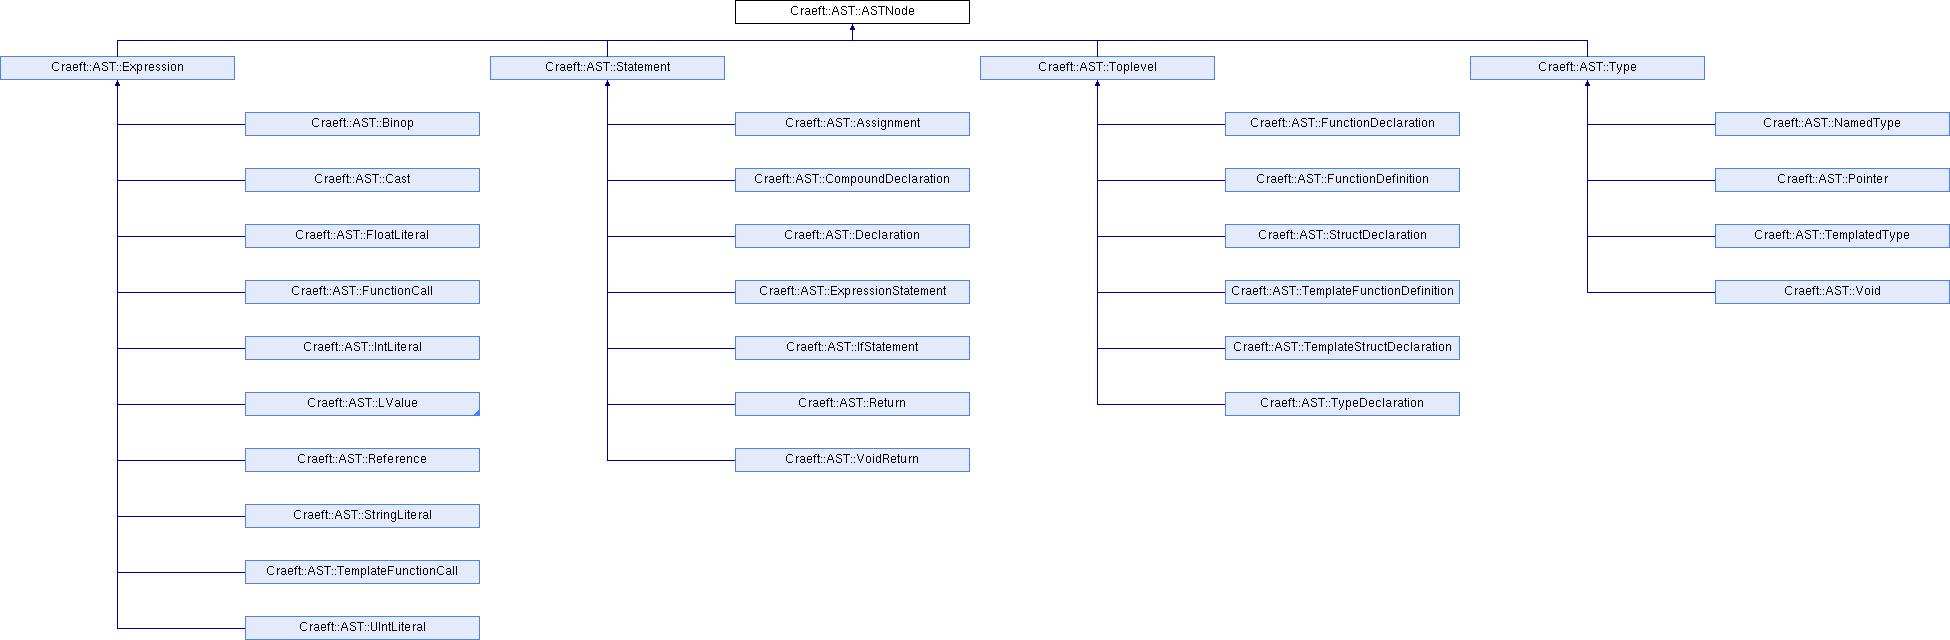 Craeft::AST::ASTNode
Craeft::AST::Expression
Craeft::AST::Statement
Craeft::AST::Toplevel
Craeft::AST::Type
Craeft::AST::Binop
Craeft::AST::Assignment
Craeft::AST::FunctionDeclaration
Craeft::AST::NamedType
Craeft::AST::Cast
Craeft::AST::CompoundDeclaration
Craeft::AST::FunctionDefinition
Craeft::AST::Pointer
Craeft::AST::FloatLiteral
Craeft::AST::Declaration
Craeft::AST::StructDeclaration
Craeft::AST::TemplatedType
Craeft::AST::FunctionCall
Craeft::AST::ExpressionStatement
Craeft::AST::TemplateFunctionDefinition
Craeft::AST::Void
Craeft::AST::IntLiteral
Craeft::AST::IfStatement
Craeft::AST::TemplateStructDeclaration
Craeft::AST::LValue
Craeft::AST::Return
Craeft::AST::TypeDeclaration
Craeft::AST::Reference
Craeft::AST::VoidReturn
Craeft::AST::StringLiteral
Craeft::AST::TemplateFunctionCall
Craeft::AST::UIntLiteral